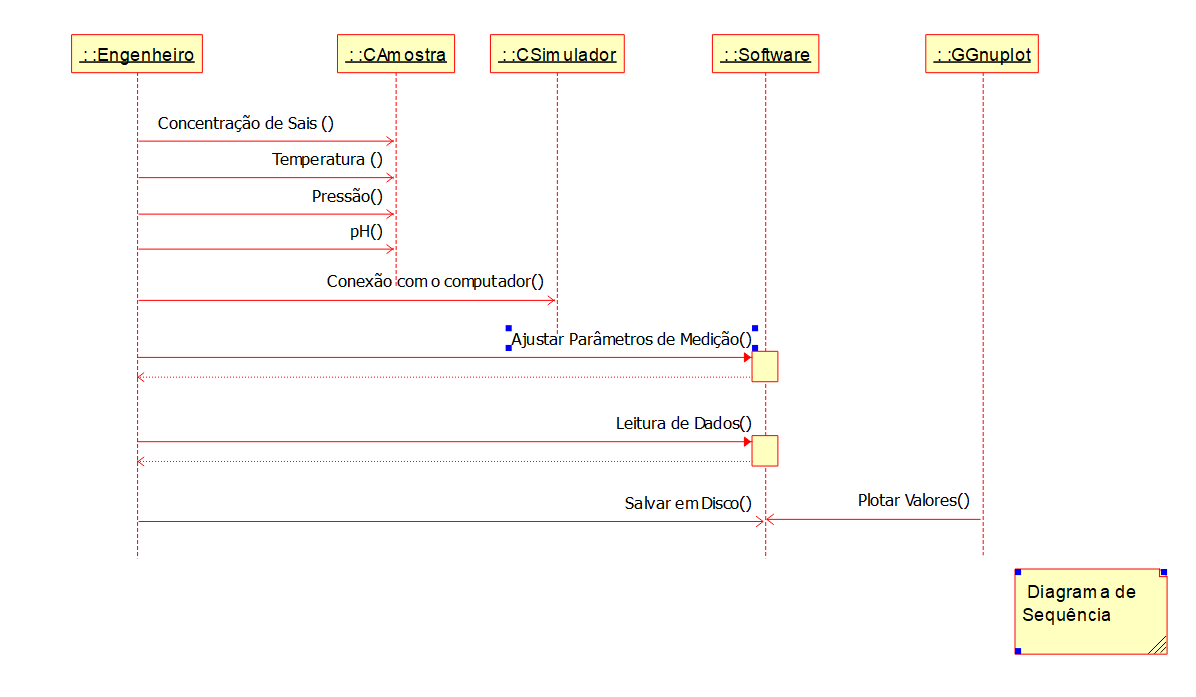 : :Engenheiro
: :CAmostra
: :CSimulador
: :Software
: :GGnuplot
Concentração de Sais ()
Temperatura ()
Pressão()
pH()
Conexão com o computador()
Ajustar Parâmetros de Medição()
Leitura de Dados()
Salvar em Disco()
Plotar Valores()
Diagrama de
Sequência